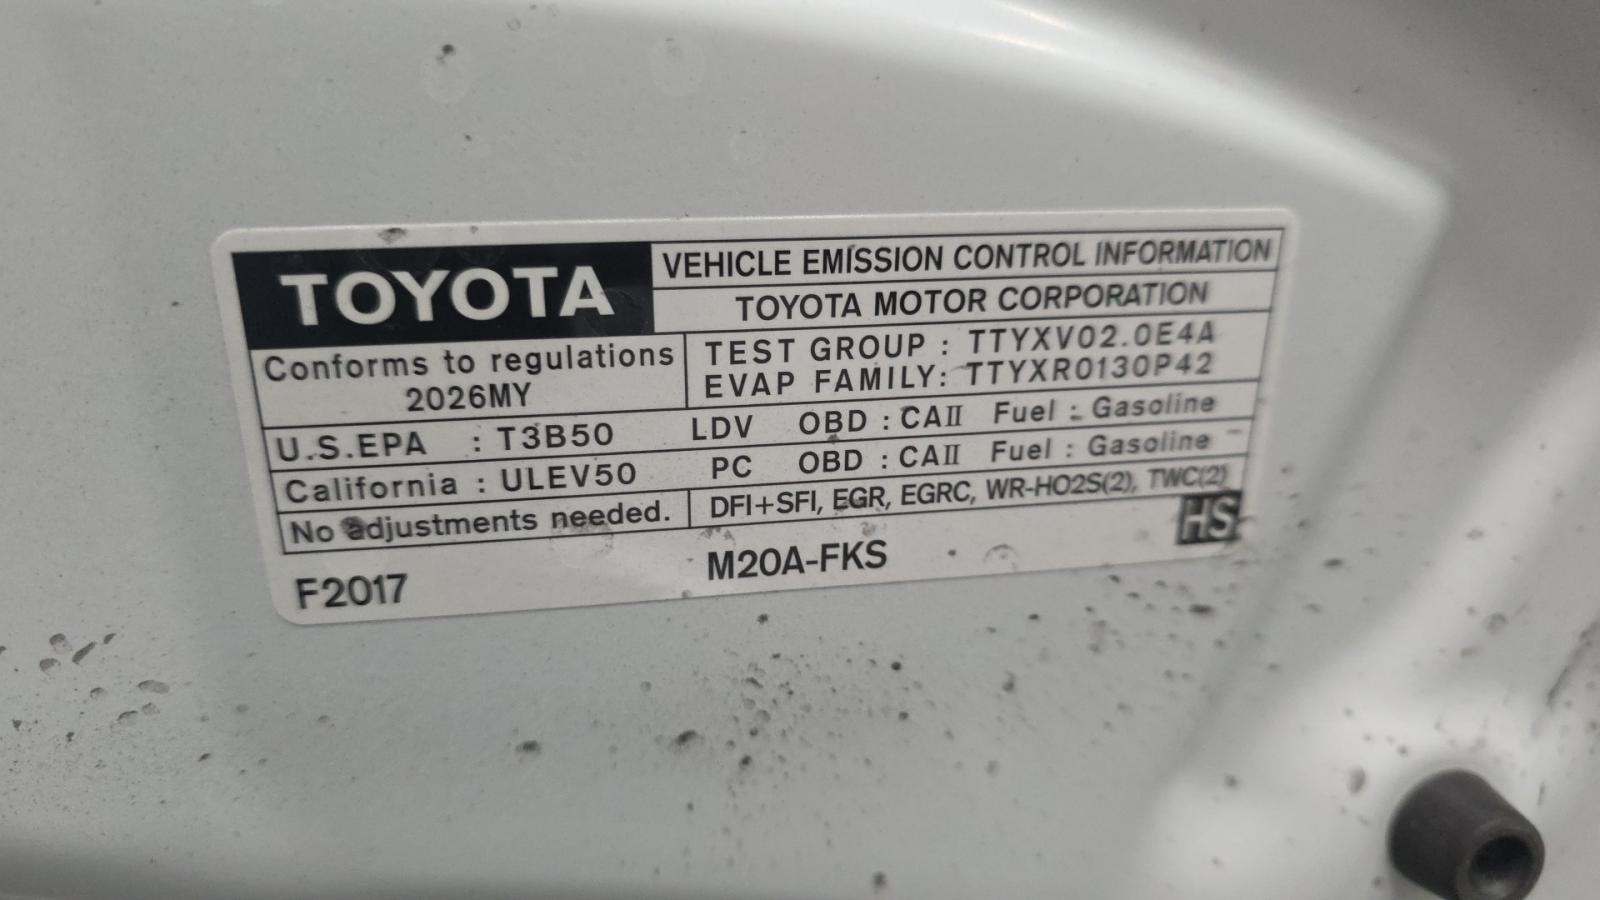 TOYOTA
VEHICLE EMISSION CONTROL INFORMATION
TOYOTA MOTOR CORPORATION
Conforms to regulations
2026MY
TEST GROUP : TTYXV02.0E4A
EVAP FAMILY: TTYXR0130P42
U.S.EPA : T3B50 LDV OBD : CAII Fuel : Gasoline
California : ULEV50 PC OBD : CAII Fuel : Gasoline
No adjustments needed. DFI+SFI, EGR, EGRC, WR-HO2S(2), TWC(2)
HS
F2017 M20A-FKS